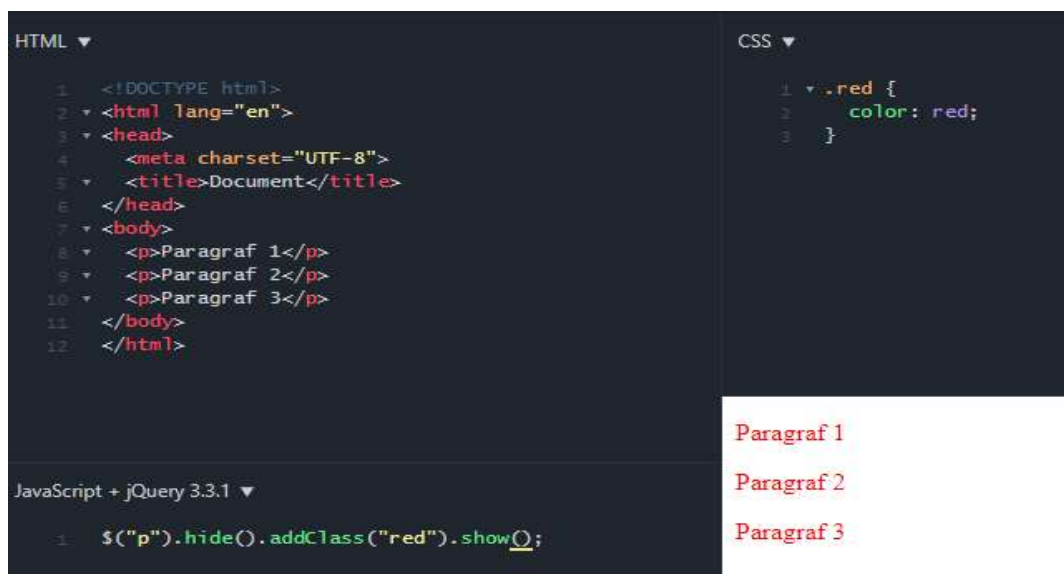 HTML ▼
1 <!DOCTYPE html>
2 ▾ <html lang="en">
3 ▾ <head>
4 <meta charset="UTF-8">
5 ▾ <title>Document</title>
6 </head>
7 ▾ <body>
8 ▾ <p>Paragraf 1</p>
9 ▾ <p>Paragraf 2</p>
10 ▾ <p>Paragraf 3</p>
11 </body>
12 </html>
JavaScript + jQuery 3.3.1 ▼
1 $("p").hide().addClass("red").show();
CSS ▼
1 ▾ .red {
2 color: red;
3 }
Paragraf 1
Paragraf 2
Paragraf 3